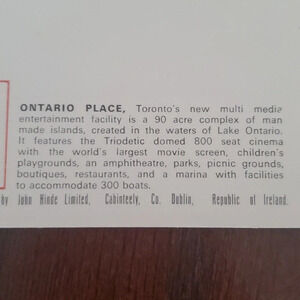 ONTARIO PLACE, Toronto's new multi media
entertainment facility is a 90 acre complex of man
made islands, created in the waters of Lake Ontario.
It features the Triodetic domed 800 seat cinema
with the world's largest movie screen, children's
playgrounds, an amphitheatre, parks, picnic grounds,
boutiques, restaurants, and a marina with facilities
to accommodate 300 boats.
by John Hinde Limited, Cabinteely, Co. Dublin, Republic of Ireland.